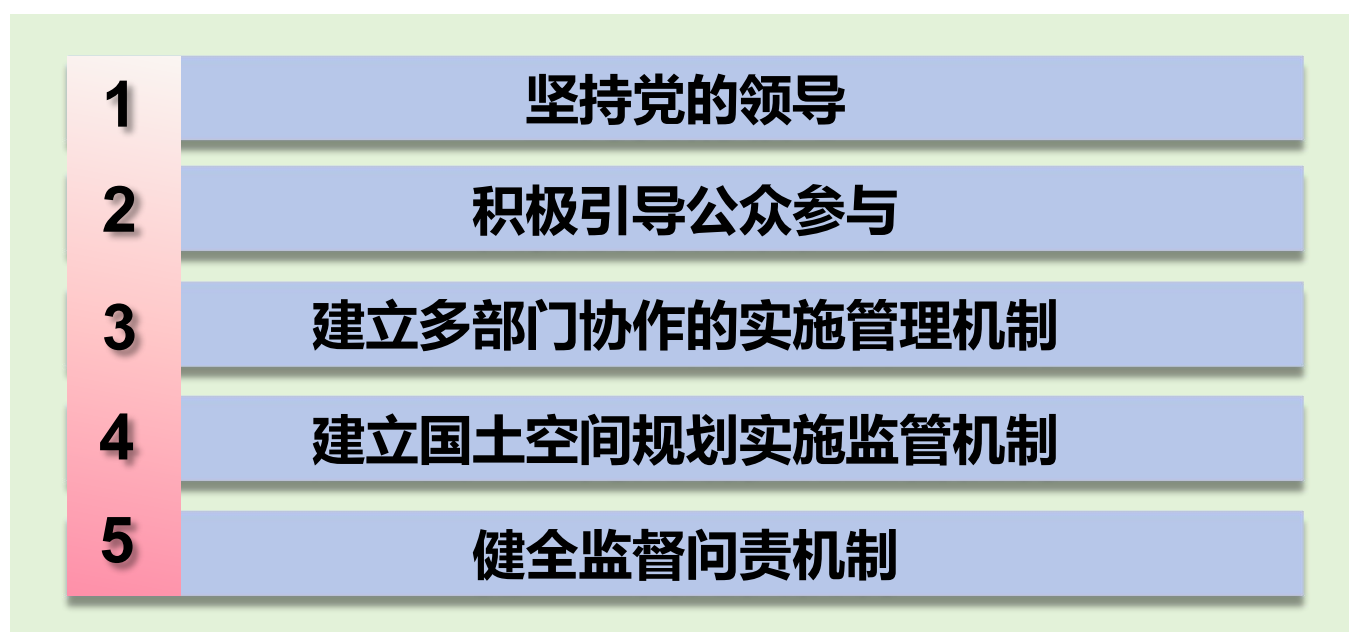 1 坚持党的领导
2 积极引导公众参与
3 建立多部门协作的实施管理机制
4 建立国土空间规划实施监管机制
5 健全监督问责机制